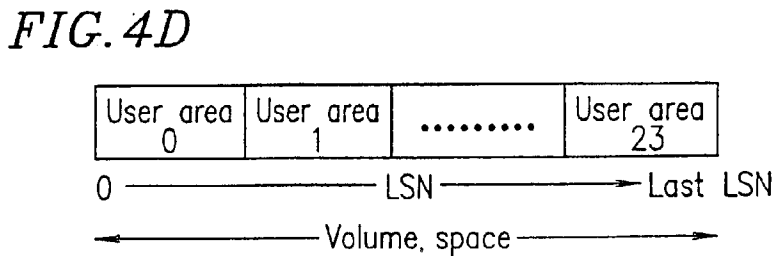 FIG. 4D
User area 0 User area 1 ......... User area 23
0 LSN Last LSN
Volume, space